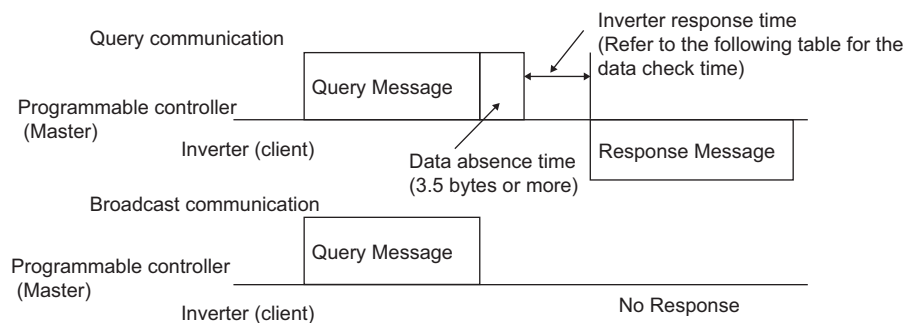 Inverter response time
(Refer to the following table for the
data check time)
Query communication
Query Message
Programmable controller
(Master)
Inverter (client)
Data absence time
(3.5 bytes or more)
Response Message
Broadcast communication
Query Message
Programmable controller
(Master)
Inverter (client)
No Response